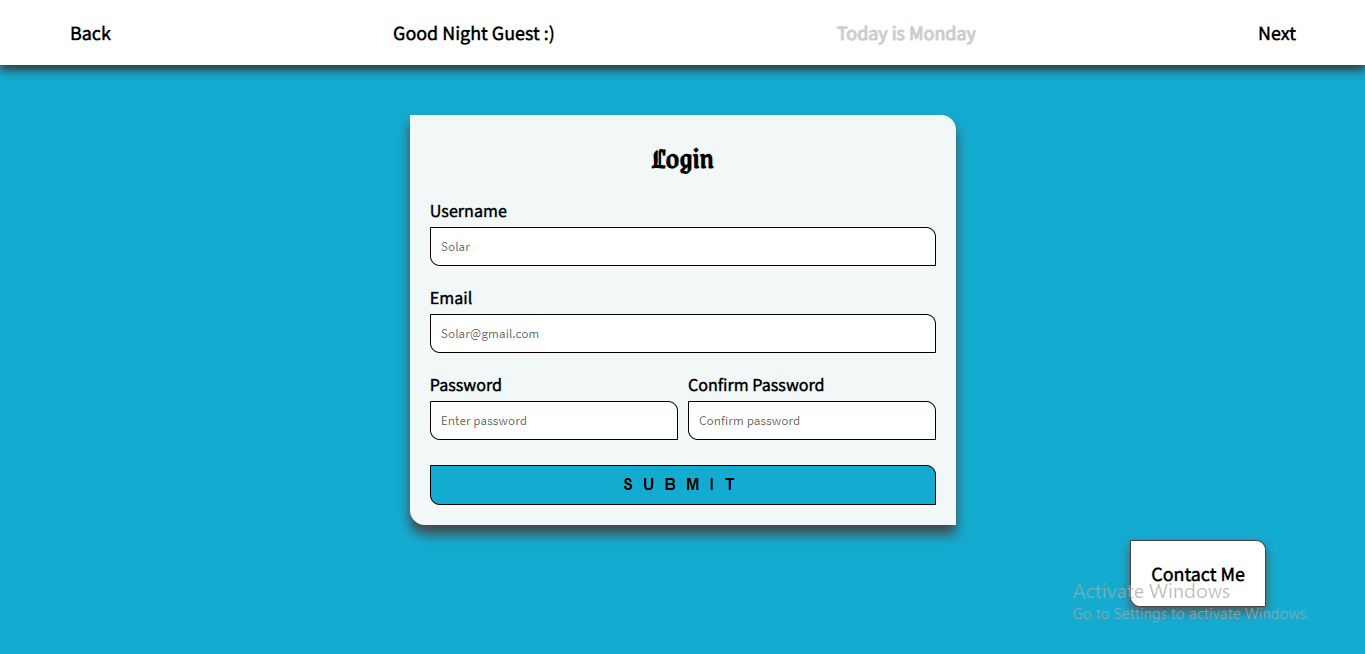 Back
Good Night Guest :)
Today is Monday
Next
Login
Username
Solar
Email
Solar@gmail.com
Password
Confirm Password
Enter password
Confirm password
SUBMIT
Contact Me
Activate Windows
Go to Settings to activate Windows.